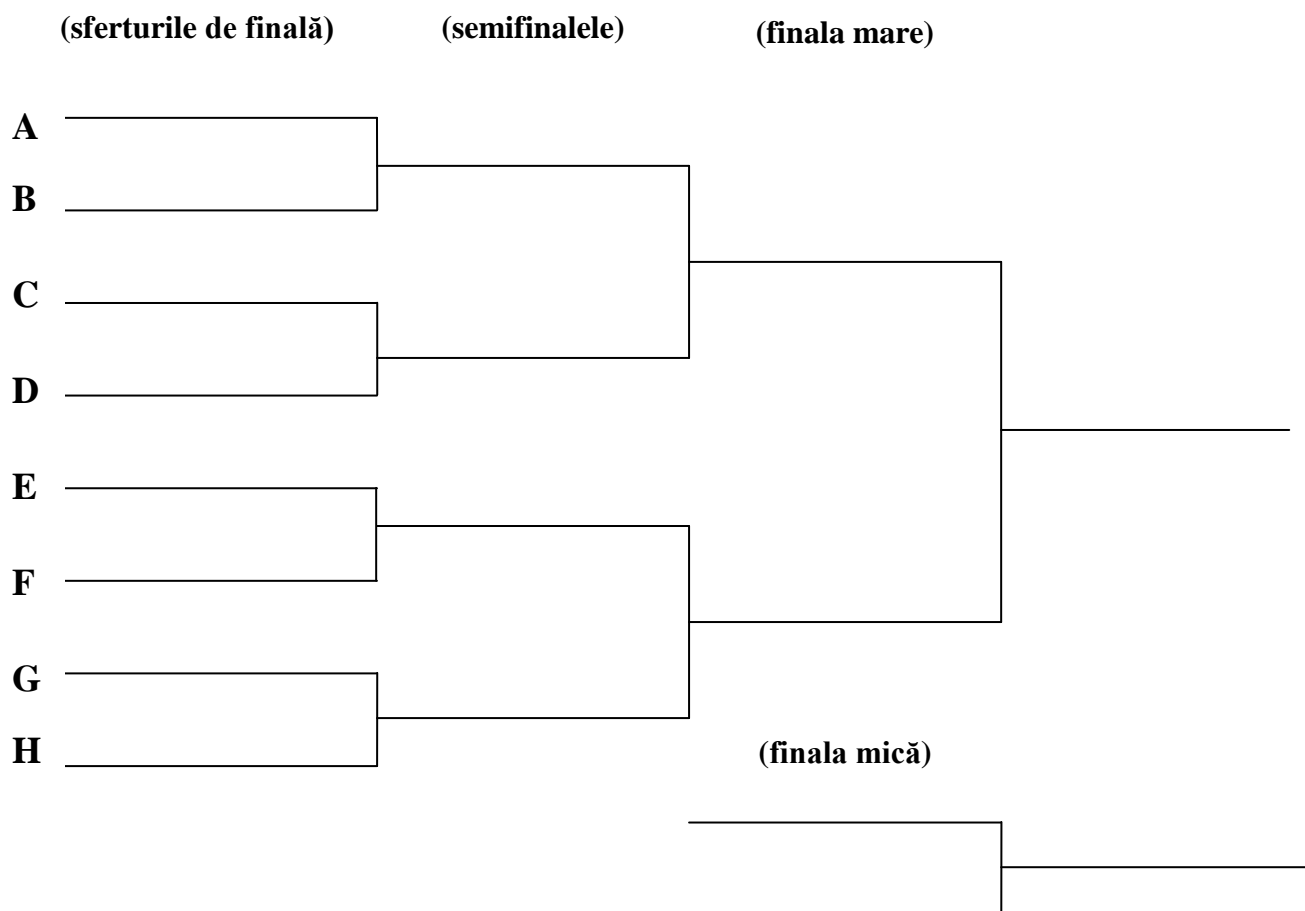 (sferturile de finală) (semifinalele) (finala mare)
A
B
C
D
E
F
G
H
(finala mică)